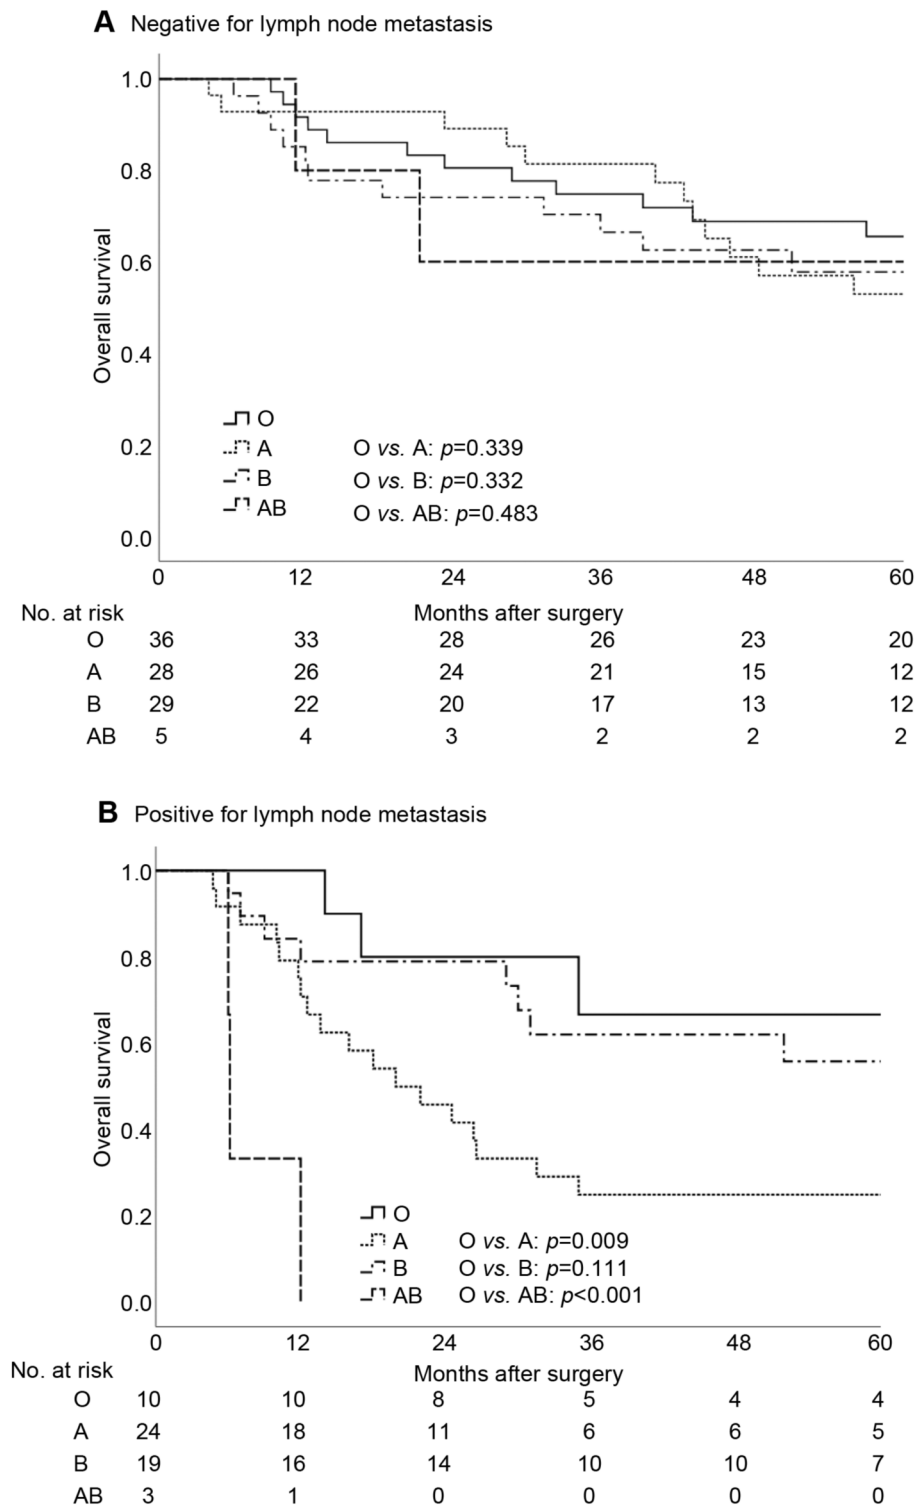 A Negative for lymph node metastasis
1.0
0.8
0.6
0.4
0.2
0.0
Overall survival
O
A
B
AB
O vs. A: p=0.339
O vs. B: p=0.332
O vs. AB: p=0.483
0 12 24 36 48 60
No. at risk Months after surgery
O 36 33 28 26 23 20
A 28 26 24 21 15 12
B 29 22 20 17 13 12
AB 5 4 3 2 2 2
B Positive for lymph node metastasis
1.0
0.8
0.6
0.4
0.2
0.0
Overall survival
O
A
B
AB
O vs. A: p=0.009
O vs. B: p=0.111
O vs. AB: p<0.001
0 12 24 36 48 60
No. at risk Months after surgery
O 10 10 8 5 4 4
A 24 18 11 6 6 5
B 19 16 14 10 10 7
AB 3 1 0 0 0 0